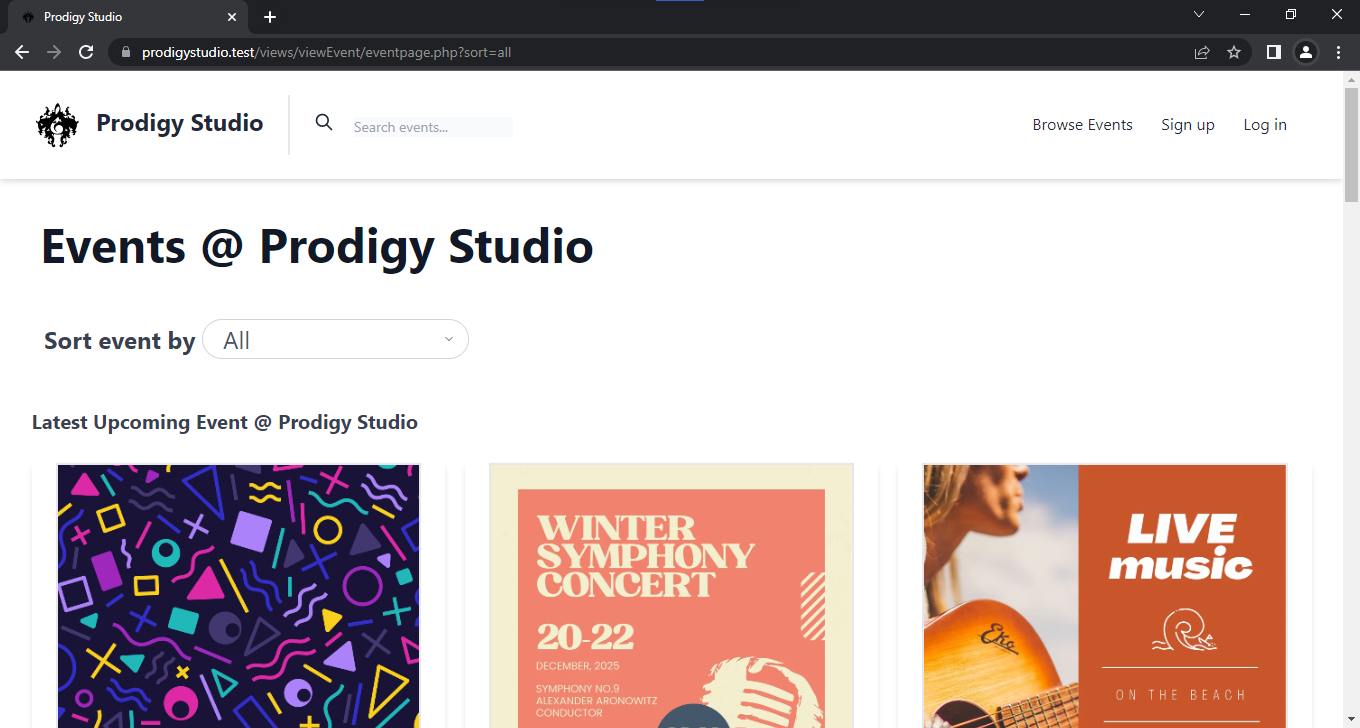 Prodigy Studio
prodigystudio.test/views/viewEvent/eventpage.php?sort=all
Prodigy Studio
Search events...
Browse Events
Sign up
Log in
Events @ Prodigy Studio
Sort event by
All
Latest Upcoming Event @ Prodigy Studio
WINTER
SYMPHONY
CONCERT
20-22
DECEMBER, 2025
SYMPHONY NO.9
ALEXANDER ARONOWITZ
CONDUCTOR
Eko
LIVE
music
ON THE BEACH